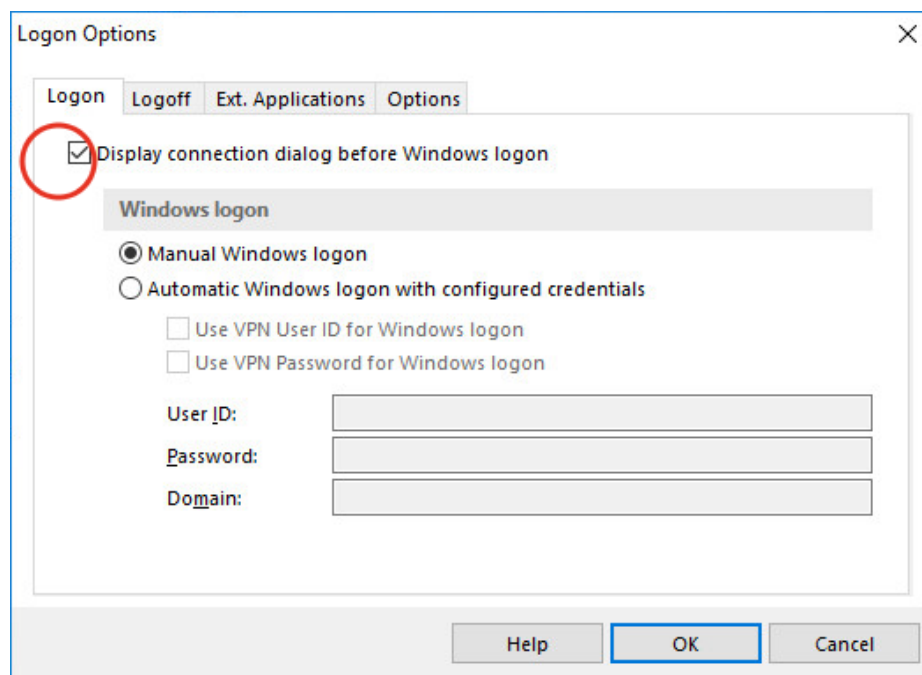 Logon Options
Logon Logoff Ext. Applications Options
Display connection dialog before Windows logon
Windows logon
Manual Windows logon
Automatic Windows logon with configured credentials
Use VPN User ID for Windows logon
Use VPN Password for Windows logon
User ID:
Password:
Domain:
Help OK Cancel